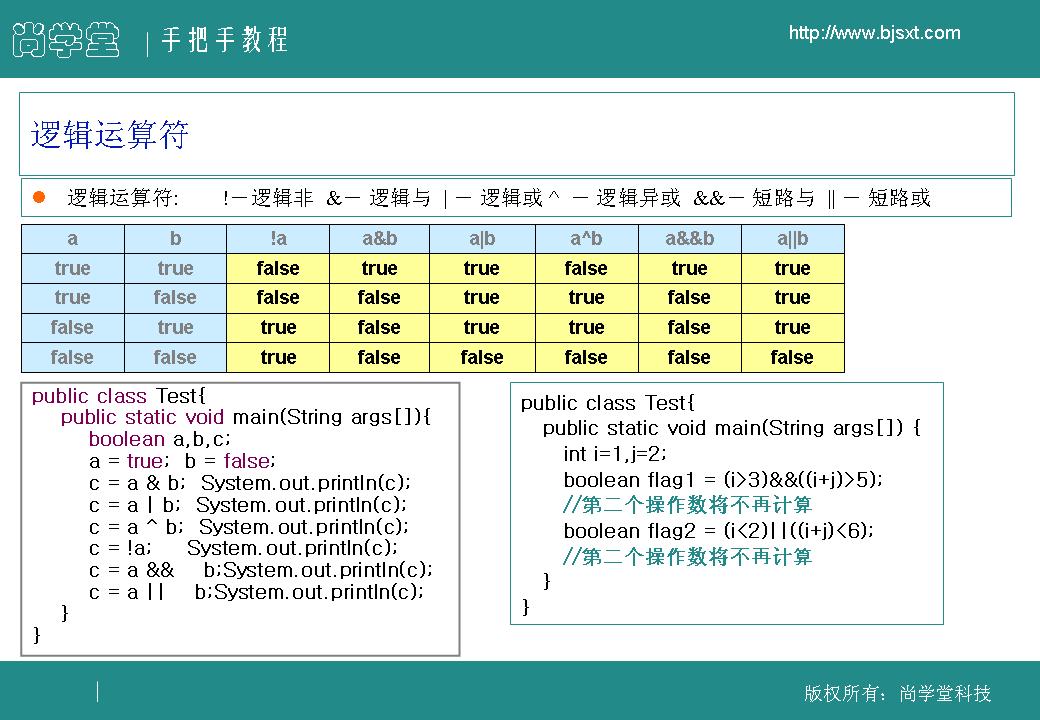 尚学堂 | 手把手教程
http://www.bjsxt.com
逻辑运算符
逻辑运算符: !－逻辑非 &－ 逻辑与 | － 逻辑或 ^ － 逻辑异或 &&－ 短路与 || － 短路或
a b !a a&b a|b a^b a&&b a||b
true true false true true false true true
true false false false true true false true
false true true false true true false true
false false true false false false false false
public class Test{
public static void main(String args[]){
boolean a,b,c;
a = true; b = false;
c = a & b; System.out.println(c);
c = a | b; System.out.println(c);
c = a ^ b; System.out.println(c);
c = !a; System.out.println(c);
c = a && b;System.out.println(c);
c = a || b;System.out.println(c);
}
}
public class Test{
public static void main(String args[]) {
int i=1,j=2;
boolean flag1 = (i>3)&&((i+j)>5);
//第二个操作数将不再计算
boolean flag2 = (i<2)||((i+j)<6);
//第二个操作数将不再计算
}
}
版权所有：尚学堂科技